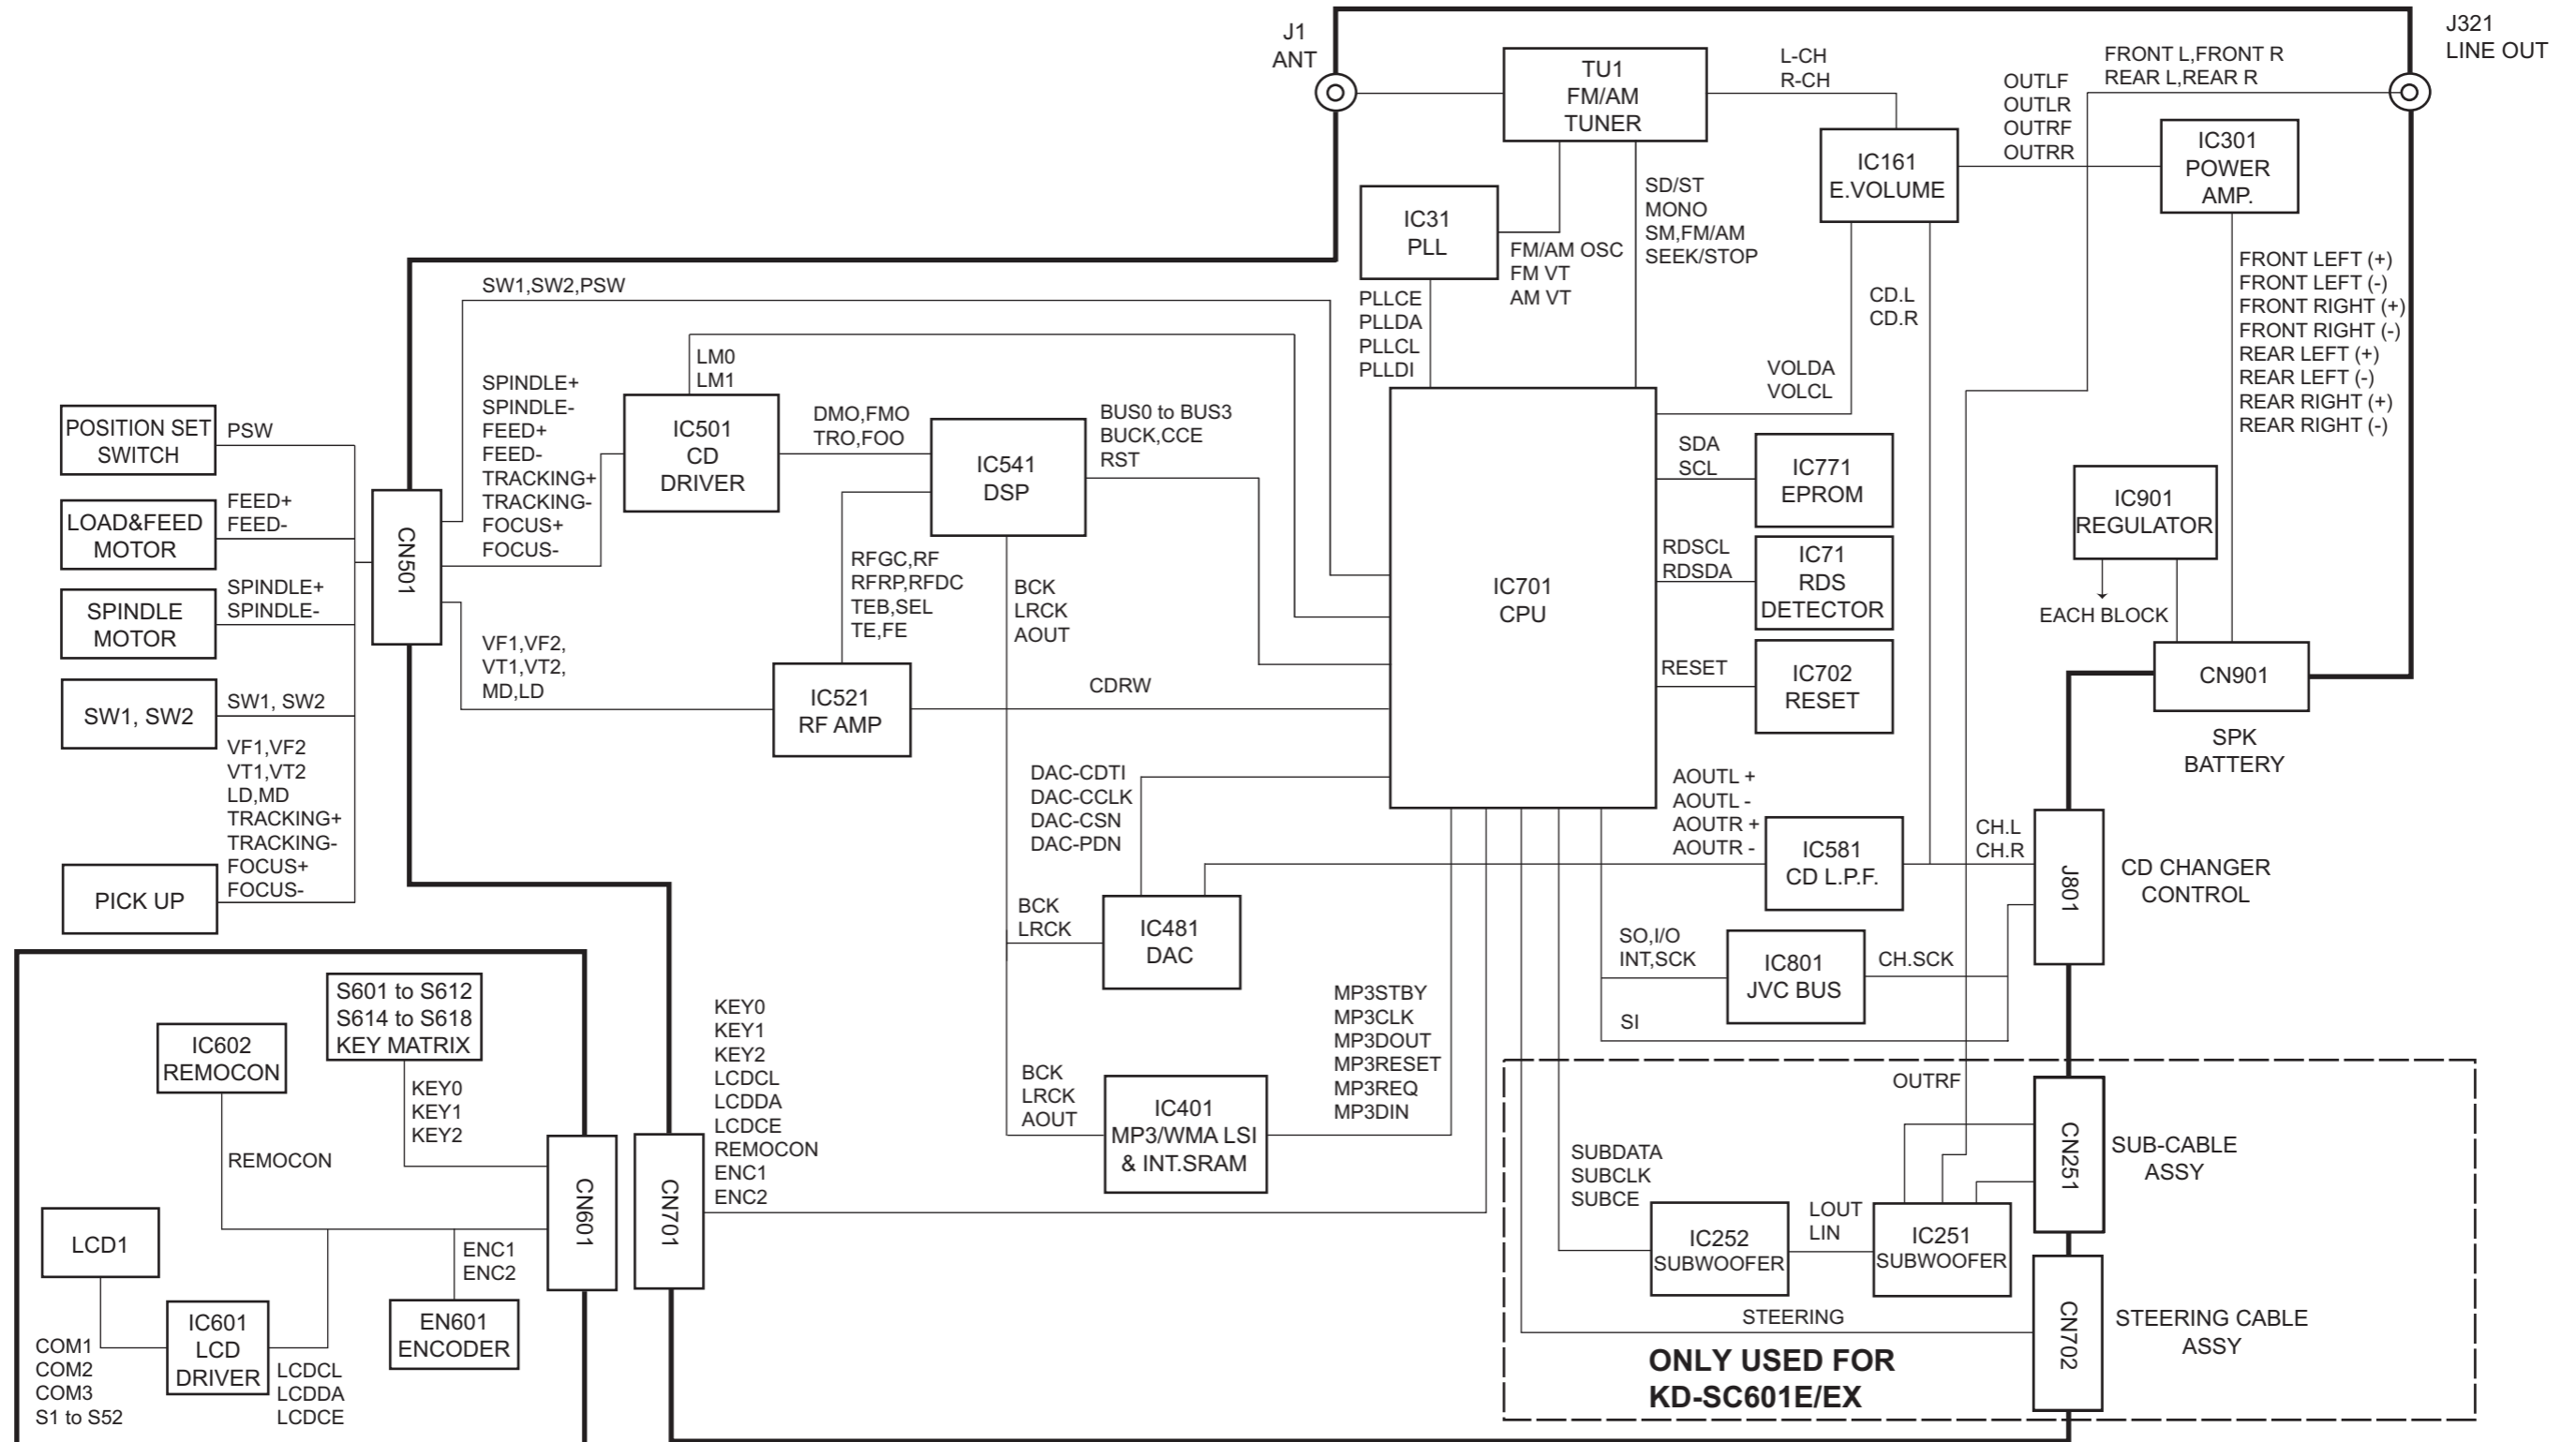 J1
ANT
TU1
FM/AM
TUNER
L-CH
R-CH
J321
LINE OUT
FRONT L,FRONT R
REAR L,REAR R
OUTLF
OUTLR
OUTRF
OUTRR
IC161
E.VOLUME
IC301
POWER
AMP.
IC31
PLL
SD/ST
MONO
SM,FM/AM
SEEK/STOP
FM/AM OSC
FM VT
AM VT
PLLCE
PLLDA
PLLCL
PLLDI
CD.L
CD.R
VOLDA
VOLCL
FRONT LEFT (+)
FRONT LEFT (-)
FRONT RIGHT (+)
FRONT RIGHT (-)
REAR LEFT (+)
REAR LEFT (-)
REAR RIGHT (+)
REAR RIGHT (-)
SW1,SW2,PSW
LM0
LM1
SPINDLE+
SPINDLE-
FEED+
FEED-
TRACKING+
TRACKING-
FOCUS+
FOCUS-
IC501
CD
DRIVER
DMO,FMO
TRO,FOO
IC541
DSP
BUS0 to BUS3
BUCK,CCE
RST
POSITION SET
SWITCH
PSW
LOAD&FEED
MOTOR
FEED+
FEED-
SPINDLE
MOTOR
SPINDLE+
SPINDLE-
SW1, SW2
SW1, SW2
VF1,VF2
VT1,VT2
LD,MD
TRACKING+
TRACKING-
FOCUS+
FOCUS-
PICK UP
CN501
VF1,VF2,
VT1,VT2,
MD,LD
RFGC,RF
RFRP,RFDC
TEB,SEL
TE,FE
BCK
LRCK
AOUT
IC521
RF AMP
CDRW
IC701
CPU
SDA
SCL
IC771
EPROM
RDSCL
RDSDA
IC71
RDS
DETECTOR
RESET
IC702
RESET
IC901
REGULATOR
EACH BLOCK
CN901
SPK
BATTERY
DAC-CDTI
DAC-CCLK
DAC-CSN
DAC-PDN
AOUTL +
AOUTL -
AOUTR +
AOUTR -
IC581
CD L.P.F.
CH.L
CH.R
J801
CD CHANGER
CONTROL
BCK
LRCK
IC481
DAC
SO,I/O
INT,SCK
IC801
JVC BUS
CH.SCK
SI
S601 to S612
S614 to S618
KEY MATRIX
IC602
REMOCON
KEY0
KEY1
KEY2
REMOCON
LCD1
ENC1
ENC2
IC601
LCD
DRIVER
EN601
ENCODER
COM1
COM2
COM3
S1 to S52
LCDCL
LCDDA
LCDCE
CN601
CN701
KEY0
KEY1
KEY2
LCDCL
LCDDA
LCDCE
REMOCON
ENC1
ENC2
BCK
LRCK
AOUT
IC401
MP3/WMA LSI
& INT.SRAM
MP3STBY
MP3CLK
MP3DOUT
MP3RESET
MP3REQ
MP3DIN
OUTRF
CN251
SUB-CABLE
ASSY
SUBDATA
SUBCLK
SUBCE
IC252
SUBWOOFER
LOUT
LIN
IC251
SUBWOOFER
STEERING
CN702
STEERING CABLE
ASSY
ONLY USED FOR
KD-SC601E/EX